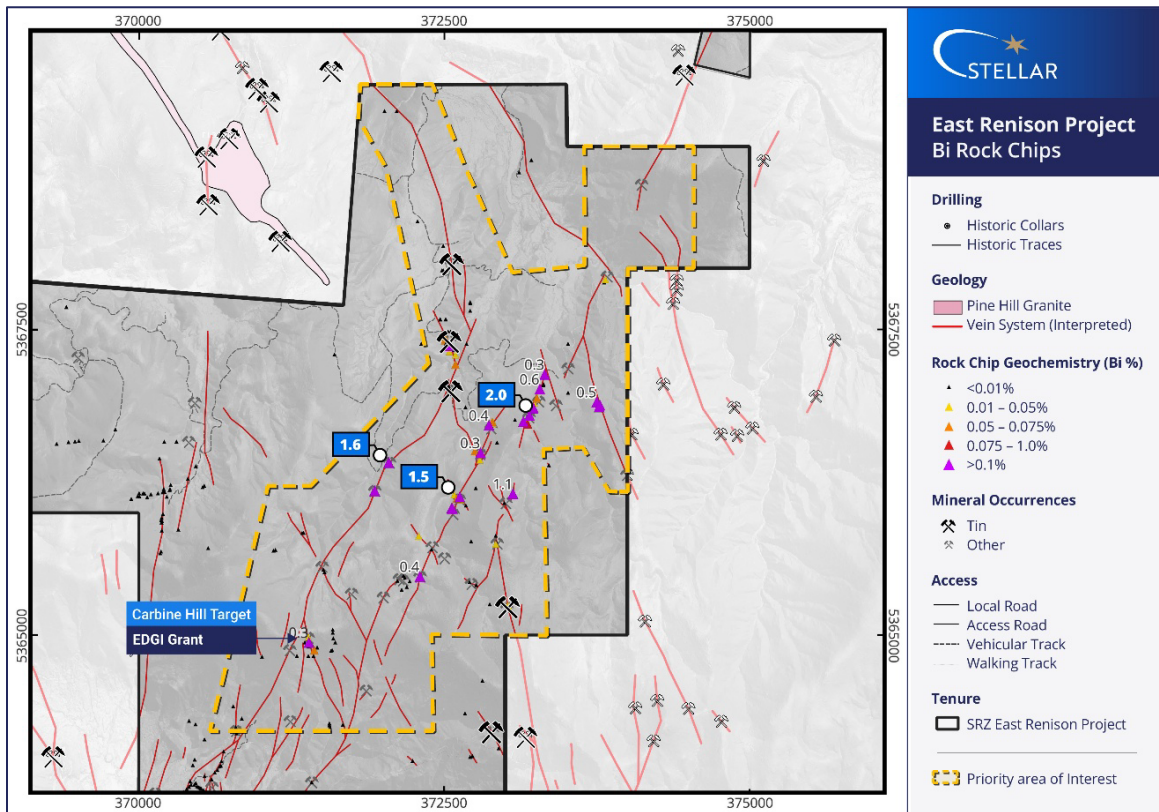 370000
372500
375000
5367500
5367500
0.3
0.6
2.0
0.5
0.4
0.3
1.6
1.5
1.1
0.4
Carbine Hill Target
0.3
EDGI Grant
5365000
5365000
370000
372500
375000
STELLAR
East Renison Project
Bi Rock Chips
Drilling
Historic Collars
Historic Traces
Geology
Pine Hill Granite
Vein System (Interpreted)
Rock Chip Geochemistry (Bi %)
<0.01%
0.01 – 0.05%
0.05 – 0.075%
0.075 – 1.0%
>0.1%
Mineral Occurrences
Tin
Other
Access
Local Road
Access Road
Vehicular Track
Walking Track
Tenure
SRZ East Renison Project
Priority area of Interest